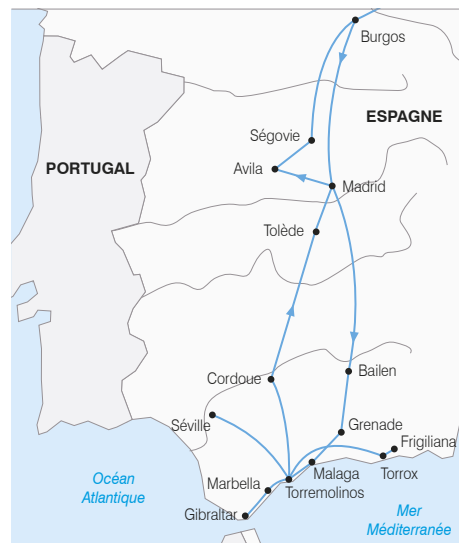 Burgos
ESPAGNE
Ségovie
PORTUGAL
Avila
Madrid
Tolède
Cordoue
Bailen
Séville
Grenade
Frigiliana
Malaga
Torrox
Océan
Atlantique
Marbella
Torremolinos
Gibraltar
Mer
Méditerranée